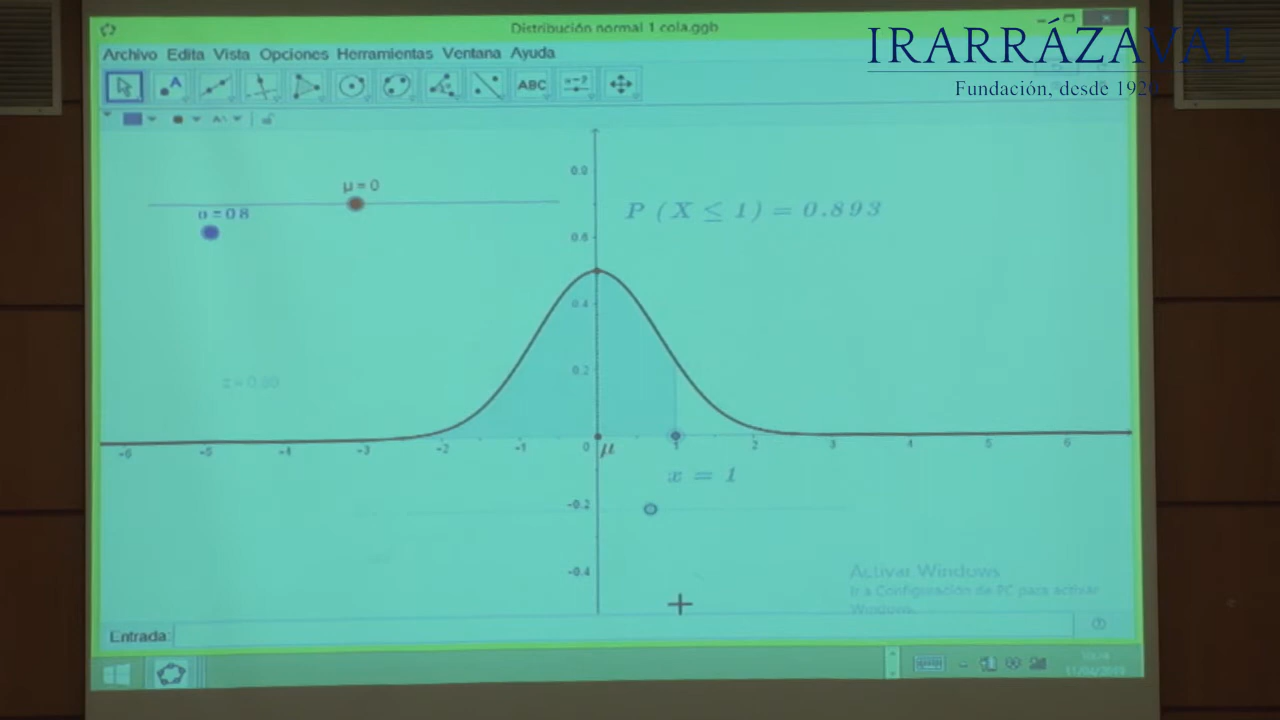 Distribución normal 1 cola.ggb
IRARRÁZAVAL
Fundación, desde 1920
Archivo Edita Vista Opciones Herramientas Ventana Ayuda
ABC
μ = 0
σ = 0.8
P (X ≤ 1) = 0.893
0.6
0.4
0.2
-6 -5 -4 -3 -2 -1 0 μ 1 2 3 4 5 6
x = 1
-0.2
-0.4
Activar Windows
Ir a Configuración de PC para activar
Windows.
Entrada: